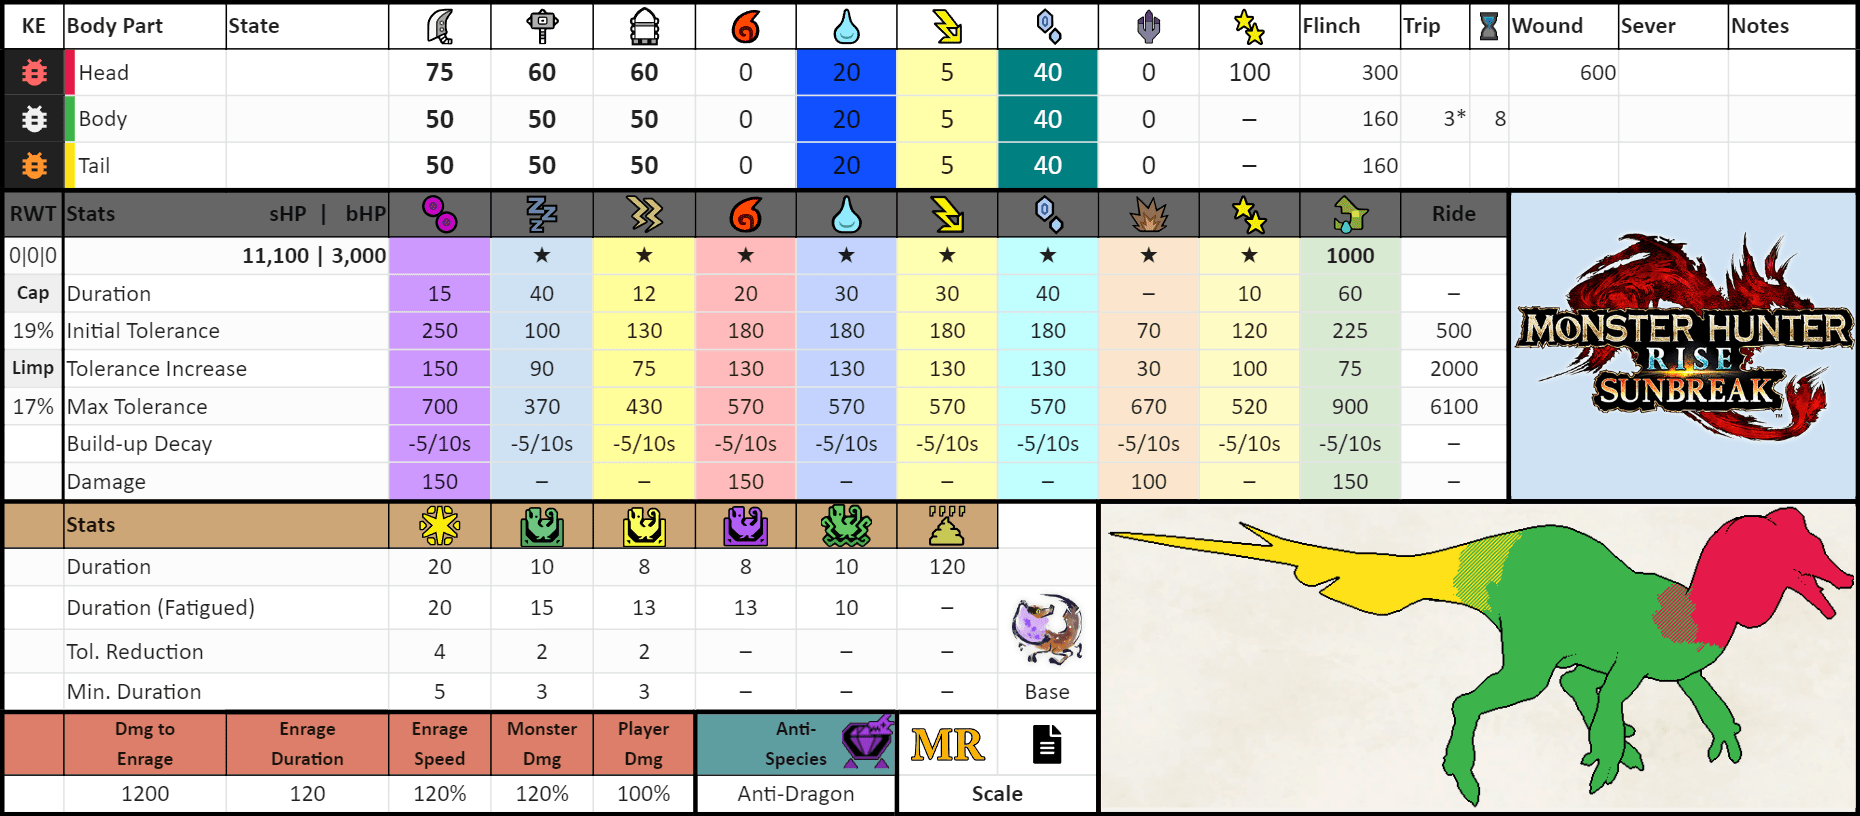 KE Body Part State Flinch Trip Wound Sever Notes
Head 75 60 60 0 20 5 40 0 100 300 600
Body 50 50 50 0 20 5 40 0 – 160 3* 8
Tail 50 50 50 0 20 5 40 0 – 160
RWT Stats sHP | bHP Ride
0|0|0 11,100 | 3,000 ★ ★ ★ ★ ★ ★ ★ ★ 1000
Cap Duration 15 40 12 20 30 30 40 – 10 60 –
19% Initial Tolerance 250 100 130 180 180 180 180 70 120 225 500
Limp Tolerance Increase 150 90 75 130 130 130 130 30 100 75 2000
17% Max Tolerance 700 370 430 570 570 570 570 670 520 900 6100
Build-up Decay -5/10s -5/10s -5/10s -5/10s -5/10s -5/10s -5/10s -5/10s -5/10s -5/10s –
Damage 150 – – 150 – – – 100 – 150 –
MONSTER HUNTER
RISE
SUNBREAK™
Stats
Duration 20 10 8 8 10 120
Duration (Fatigued) 20 15 13 13 10 –
Tol. Reduction 4 2 2 – – –
Min. Duration 5 3 3 – – – Base
Dmg to Enrage Enrage Monster Player Anti-
Enrage Duration Speed Dmg Dmg Species MR
1200 120 120% 120% 100% Anti-Dragon Scale